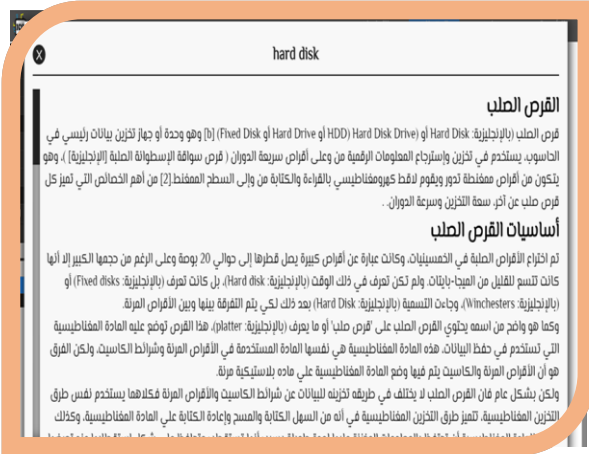 hard disk
القرص الصلب
قرص الصلب (بالإنجليزية: Hard Disk أو (HDD) Hard Disk Drive أو Hard Drive أو Fixed Disk) [b] وهو وحدة أو جهاز تخزين بيانات رئيسي في
الحاسوب، يستخدم في تخزين وإسترجاع المعلومات الرقمية من وعلى أقراص سريعة الدوران ( قرص سواقة الإسطوانة الصلبة [الإنجليزية] )، وهو
يتكون من أقراص ممغنطة تدور ويقوم لاقط كهرومغناطيسي بالقراءة والكتابة من وإلى السطح الممغنط.[2] من أهم الخصائص التي تميز كل
قرص صلب عن آخر، سعة التخزين وسرعة الدوران. .
أساسيات القرص الصلب
تم اختراع الأقراص الصلبة في الخمسينيات، وكانت عبارة عن أقراص كبيرة يصل قطرها إلى حوالي 20 بوصة وعلى الرغم من حجمها الكبير إلا أنها
كانت تتسع للقليل من الميجا-بايتات. ولم تكن تعرف في ذلك الوقت (بالإنجليزية: Hard disk)، بل كانت تعرف (بالإنجليزية: Fixed disks) أو
(بالإنجليزية: Winchesters)، وجاءت التسمية (بالإنجليزية: Hard Disk) بعد ذلك لكي يتم التفرقة بينها وبين الأقراص المرنة.
وكما هو واضح من اسمه يحتوي القرص الصلب على 'قرص صلب' أو ما يعرف (بالإنجليزية: platter)، هذا القرص توضع عليه المادة المغناطيسية
التي تستخدم في حفظ البيانات، هذه المادة المغناطيسية هي نفسها المادة المستخدمة في الأقراص المرنة وشرائط الكاسيت، ولكن الفرق
هو أن الأقراص المرنة والكاسيت يتم فيها وضع المادة المغناطيسية علي ماده بلاستيكية مرنة.
ولكن بشكل عام فان القرص الصلب لا يختلف في طريقه تخزينه للبيانات عن شرائط الكاسيت والأقراص المرنة فكلاهما يستخدم نفس طرق
التخزين المغناطيسية، تتميز طرق التخزين المغناطيسية في أنه من السهل الكتابة والمسح وإعادة الكتابة علي المادة المغناطيسية، وكذلك